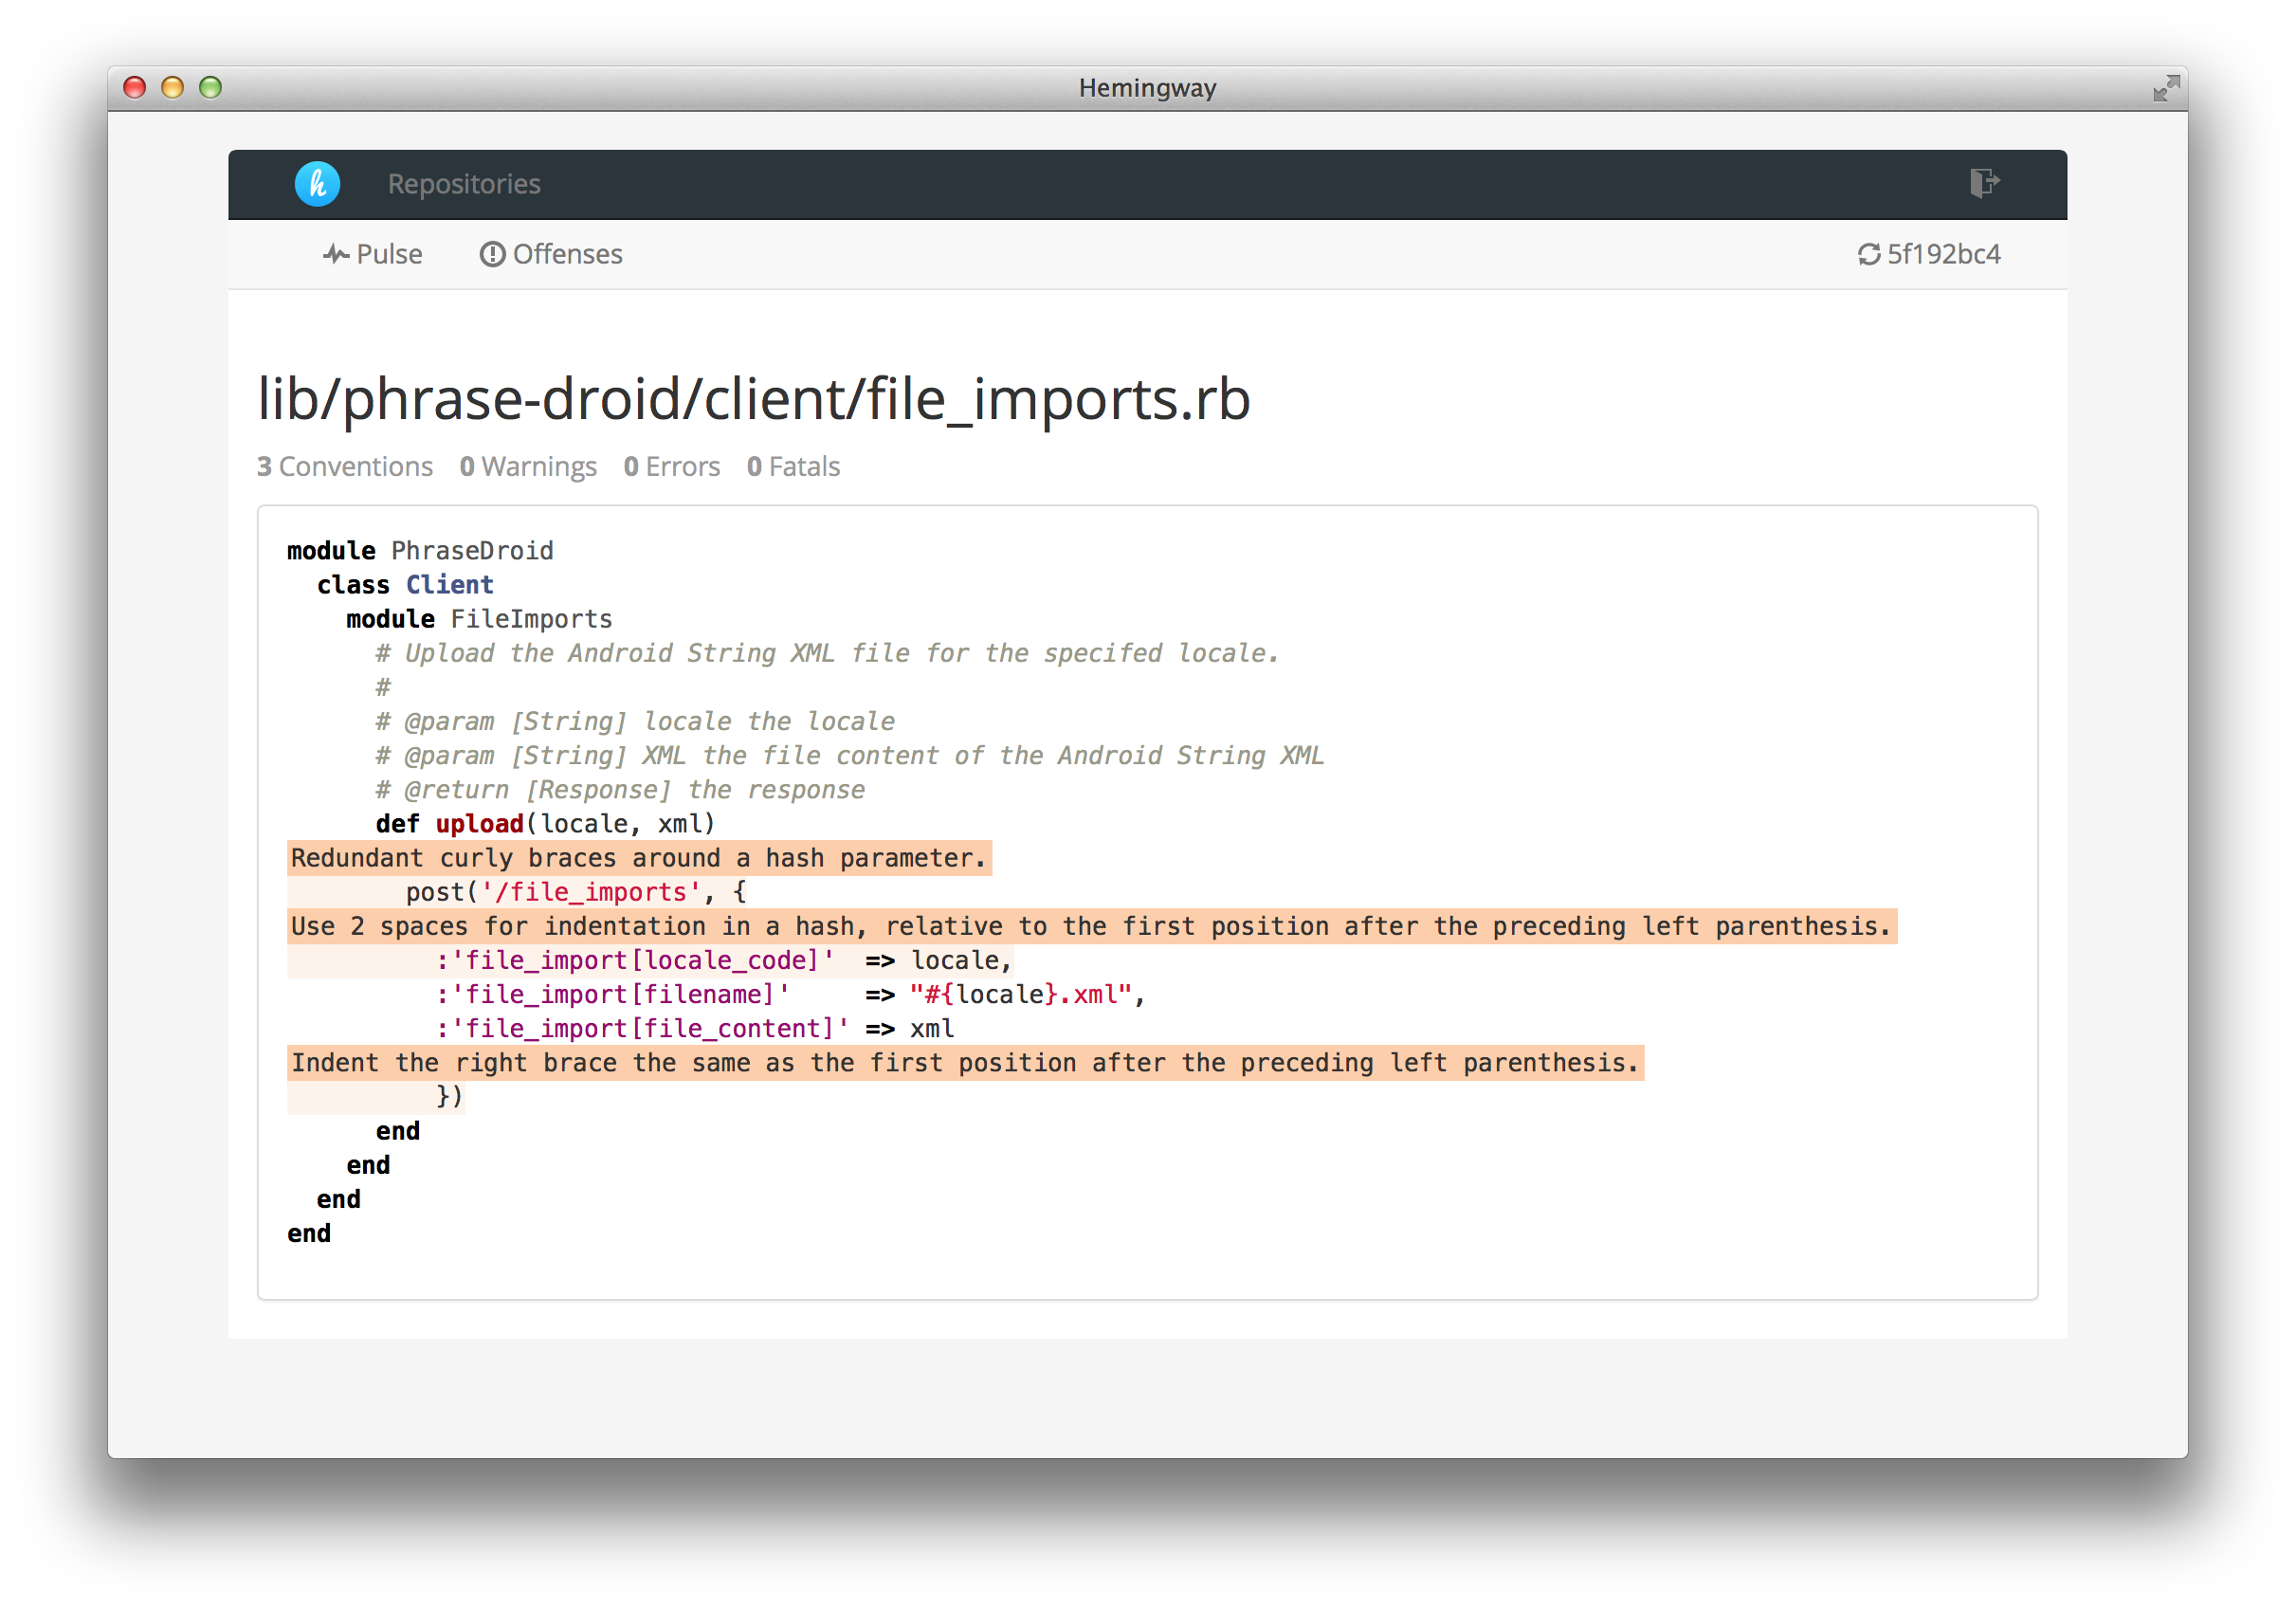 Hemingway
h Repositories
Pulse Offenses 5f192bc4
lib/phrase-droid/client/file_imports.rb
3 Conventions 0 Warnings 0 Errors 0 Fatals
module PhraseDroid
  class Client
    module FileImports
      # Upload the Android String XML file for the specifed locale.
      #
      # @param [String] locale the locale
      # @param [String] XML the file content of the Android String XML
      # @return [Response] the response
      def upload(locale, xml)
Redundant curly braces around a hash parameter.
        post('/file_imports', {
Use 2 spaces for indentation in a hash, relative to the first position after the preceding left parenthesis.
          :'file_import[locale_code]'  => locale,
          :'file_import[filename]'     => "#{locale}.xml",
          :'file_import[file_content]' => xml
Indent the right brace the same as the first position after the preceding left parenthesis.
          })
      end
    end
  end
end